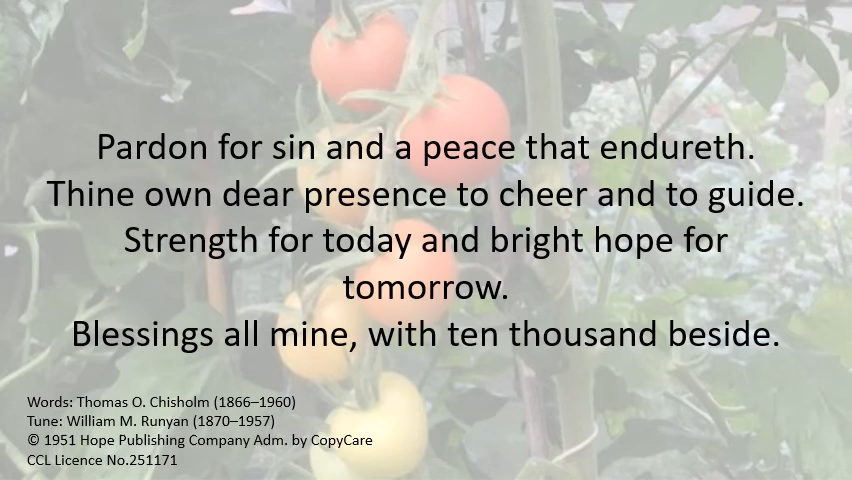 Pardon for sin and a peace that endureth.
Thine own dear presence to cheer and to guide.
Strength for today and bright hope for
tomorrow.
Blessings all mine, with ten thousand beside.
Words: Thomas O. Chisholm (1866–1960)
Tune: William M. Runyan (1870–1957)
© 1951 Hope Publishing Company Adm. by CopyCare
CCL Licence No.251171